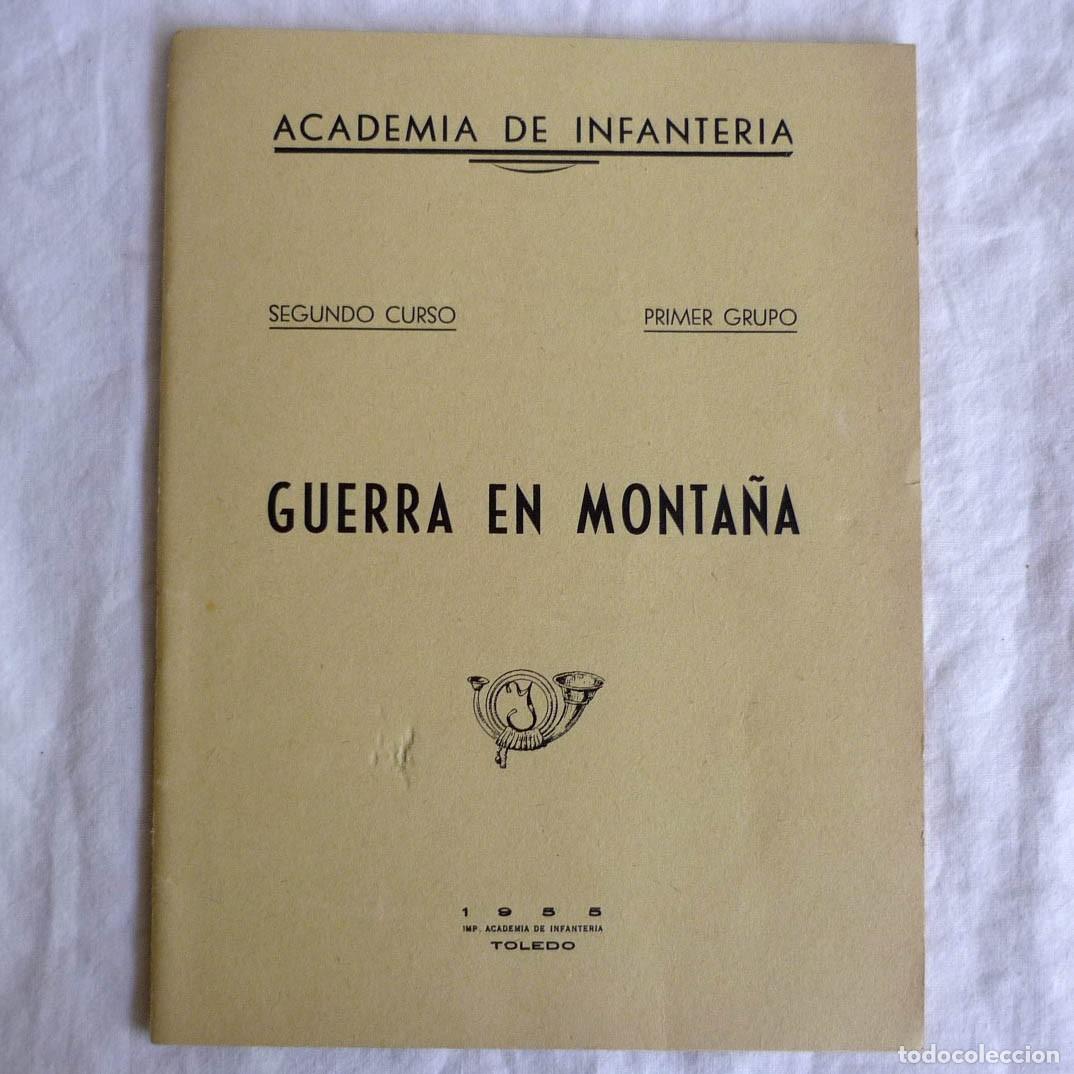 ACADEMIA DE INFANTERIA
SEGUNDO CURSO PRIMER GRUPO
GUERRA EN MONTAÑA
1955
IMP. ACADEMIA DE INFANTERIA
TOLEDO
todocoleccion